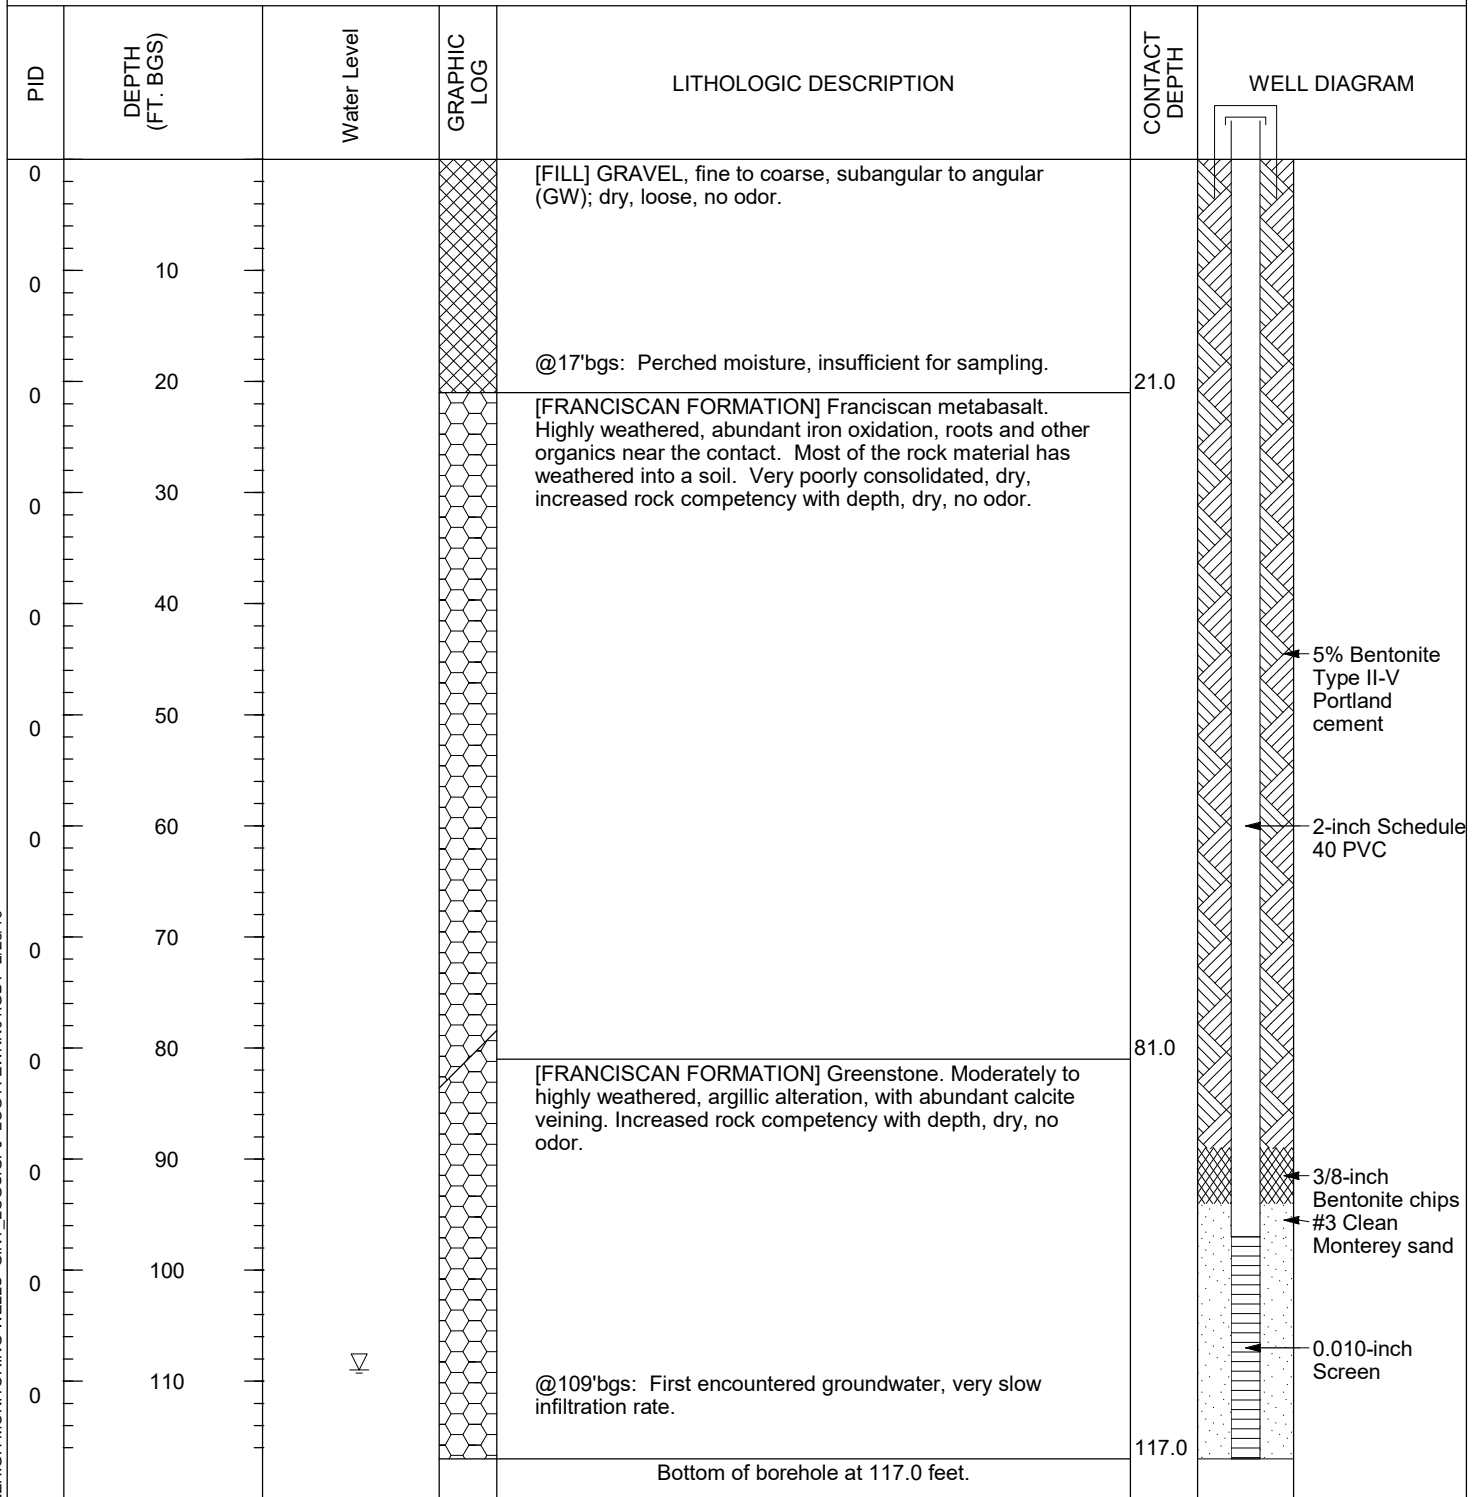 PID
DEPTH
(FT. BGS)
Water Level
GRAPHIC
LOG
LITHOLOGIC DESCRIPTION
CONTACT
DEPTH
WELL DIAGRAM
0
[FILL] GRAVEL, fine to coarse, subangular to angular
(GW); dry, loose, no odor.
10
0
@17'bgs:  Perched moisture, insufficient for sampling.
20
21.0
0
[FRANCISCAN FORMATION] Franciscan metabasalt.
Highly weathered, abundant iron oxidation, roots and other
organics near the contact.  Most of the rock material has
weathered into a soil.  Very poorly consolidated, dry,
increased rock competency with depth, dry, no odor.
30
0
40
0
5% Bentonite
Type II-V
Portland
cement
50
0
60
0
2-inch Schedule
40 PVC
70
0
80
81.0
0
[FRANCISCAN FORMATION] Greenstone. Moderately to
highly weathered, argillic alteration, with abundant calcite
veining. Increased rock competency with depth, dry, no
odor.
90
0
3/8-inch
Bentonite chips
#3 Clean
Monterey sand
100
0
0.010-inch
Screen
110
0
@109'bgs:  First encountered groundwater, very slow
infiltration rate.
117.0
Bottom of borehole at 117.0 feet.